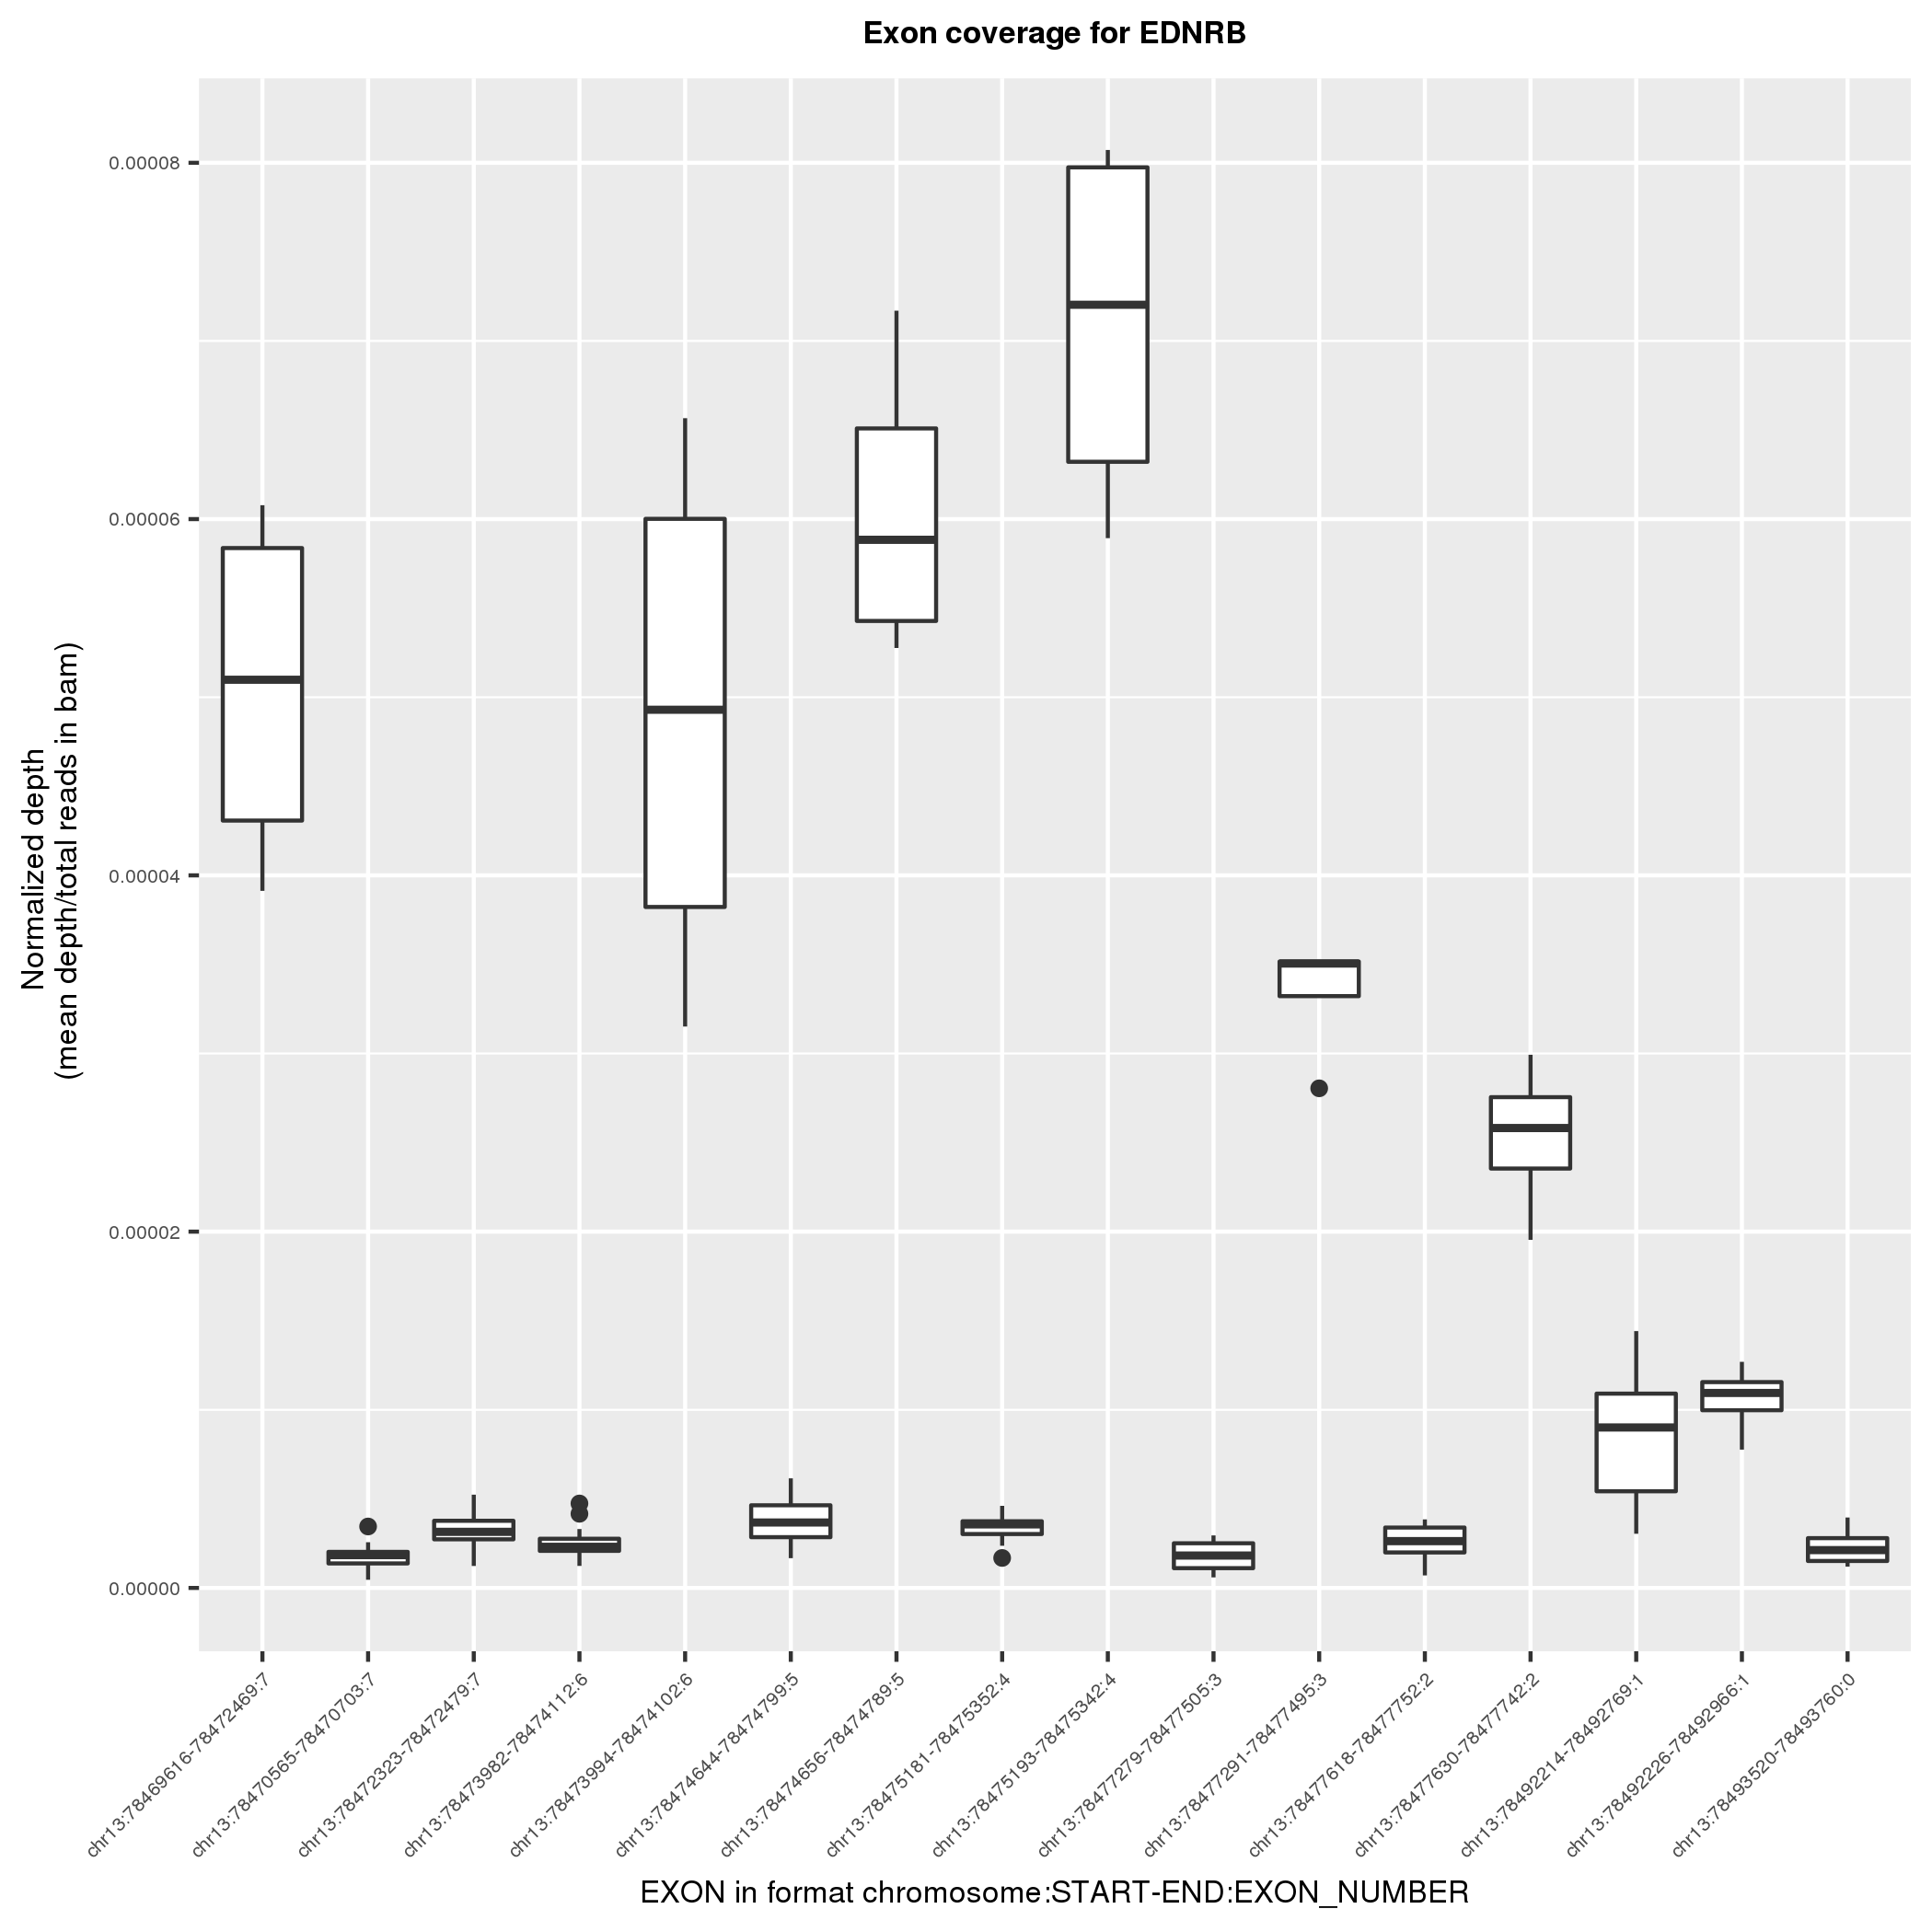 Exon coverage for EDNRB
Normalized depth
(mean depth/total reads in bam)
0.00008
0.00006
0.00004
0.00002
0.00000
chr13:78469616-78472469:7
chr13:78470565-78470703:7
chr13:78472323-78472479:7
chr13:78473982-78474112:6
chr13:78473994-78474102:6
chr13:78474644-78474799:5
chr13:78474656-78474789:5
chr13:78475181-78475352:4
chr13:78475193-78475342:4
chr13:78477279-78477505:3
chr13:78477291-78477495:3
chr13:78477618-78477752:2
chr13:78477630-78477742:2
chr13:78492214-78492769:1
chr13:78492226-78492966:1
chr13:78493520-78493760:0
EXON in format chromosome:START-END:EXON_NUMBER